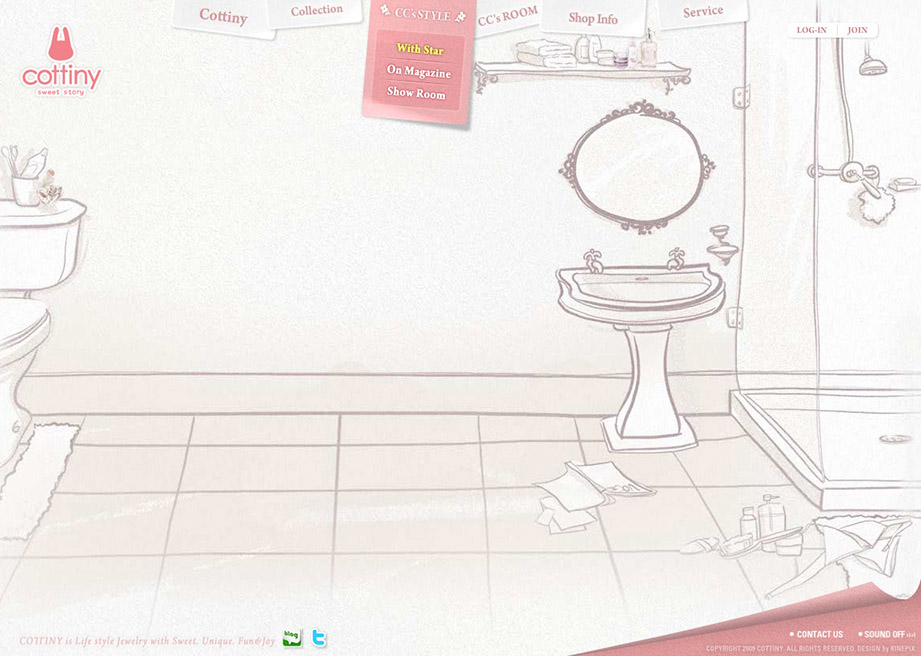 Cottiny
Collection
CC's STYLE
With Star
On Magazine
Show Room
CC's ROOM
Shop Info
Service
LOG-IN
JOIN
cottiny
sweet story
COTTINY is Life style Jewelry with Sweet. Unique. Fun&Joy
blog
CONTACT US
SOUND OFF
COPYRIGHT 2009 COTTINY. ALL RIGHTS RESERVED. DESIGN by RINEPIX.